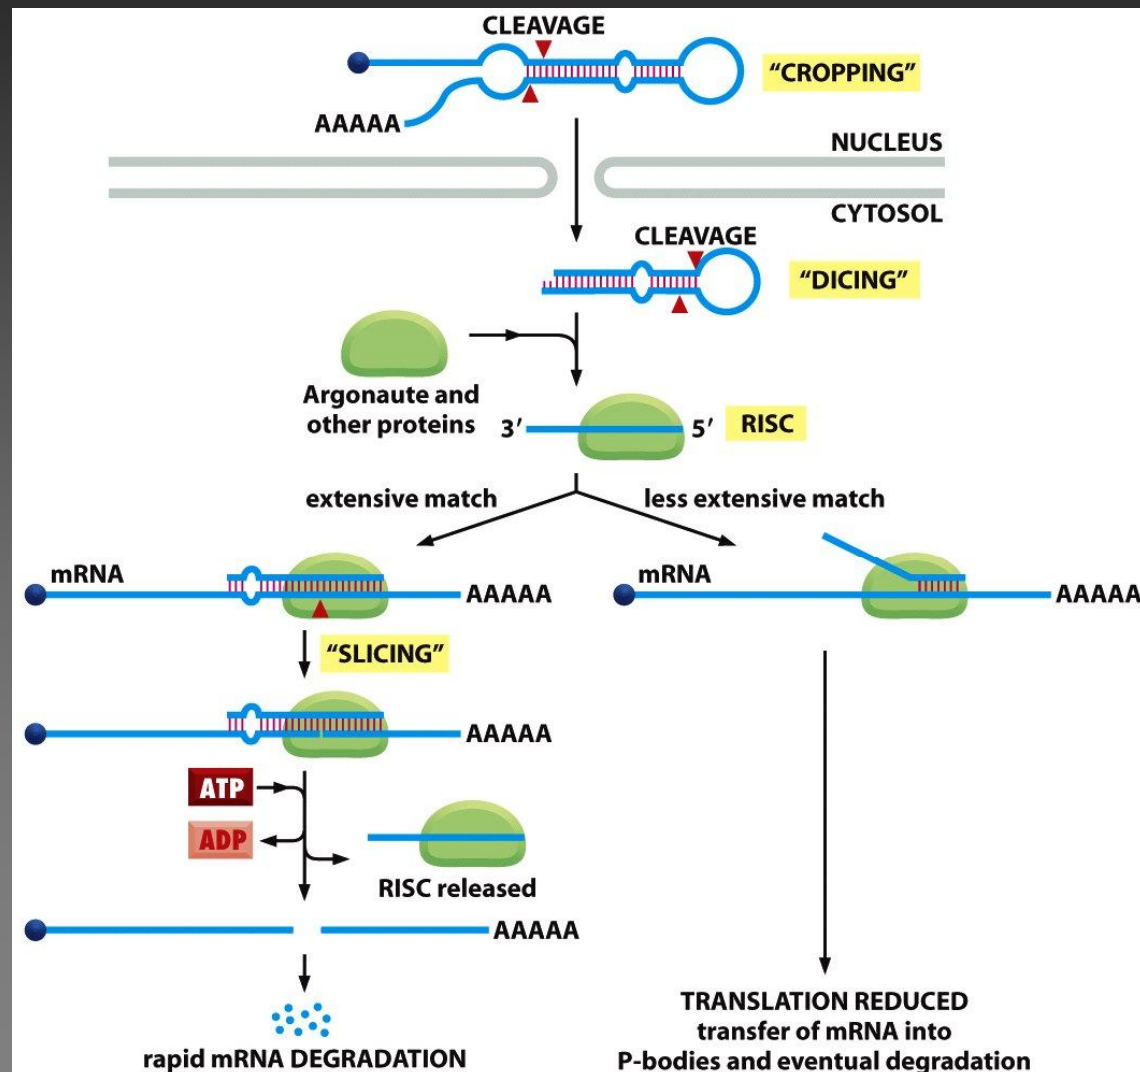 CLEAVAGE
“CROPPING”
AAAAA
NUCLEUS
CYTOSOL
CLEAVAGE
“DICING”
Argonaute and
other proteins
3′
5′
RISC
extensive match
less extensive match
mRNA
AAAAA
mRNA
AAAAA
“SLICING”
AAAAA
ATP
ADP
RISC released
AAAAA
rapid mRNA DEGRADATION
TRANSLATION REDUCED
transfer of mRNA into
P-bodies and eventual degradation